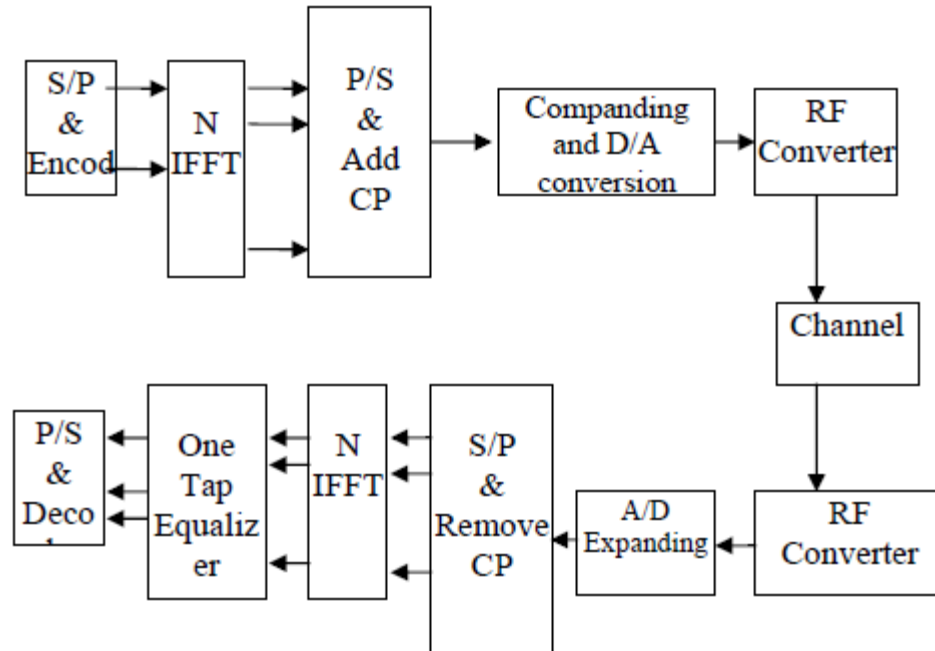 S/P
&
Encod
N
IFFT
P/S
&
Add
CP
Companding
and D/A
conversion
RF
Converter
Channel
P/S
&
Deco
One
Tap
Equaliz
er
N
IFFT
S/P
&
Remove
CP
A/D
Expanding
RF
Converter